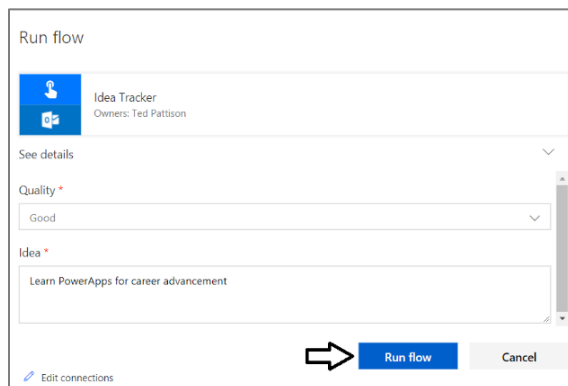 Run flow
Idea Tracker
Owners: Ted Pattison
See details
Quality *
Good
Idea *
Learn PowerApps for career advancement
Run flow
Cancel
Edit connections